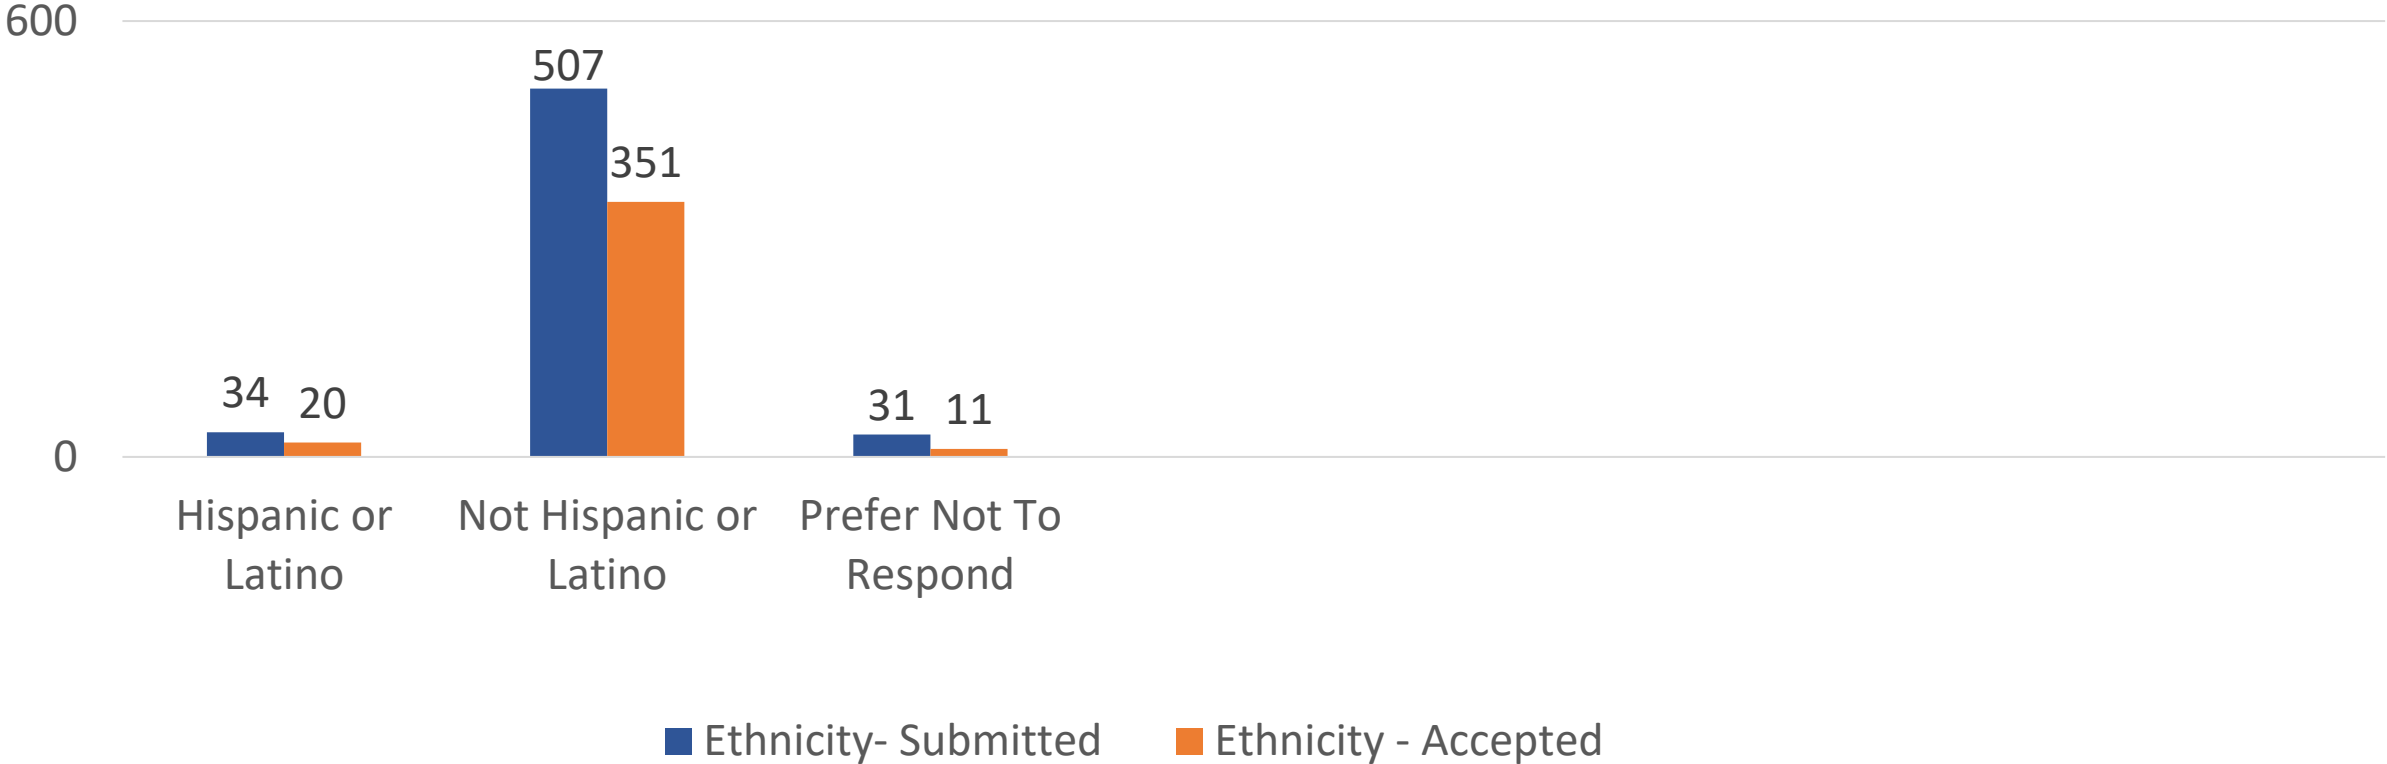 600
507
351
34
20
31
11
0
Hispanic or
Latino
Not Hispanic or
Latino
Prefer Not To
Respond
Ethnicity- Submitted
Ethnicity - Accepted